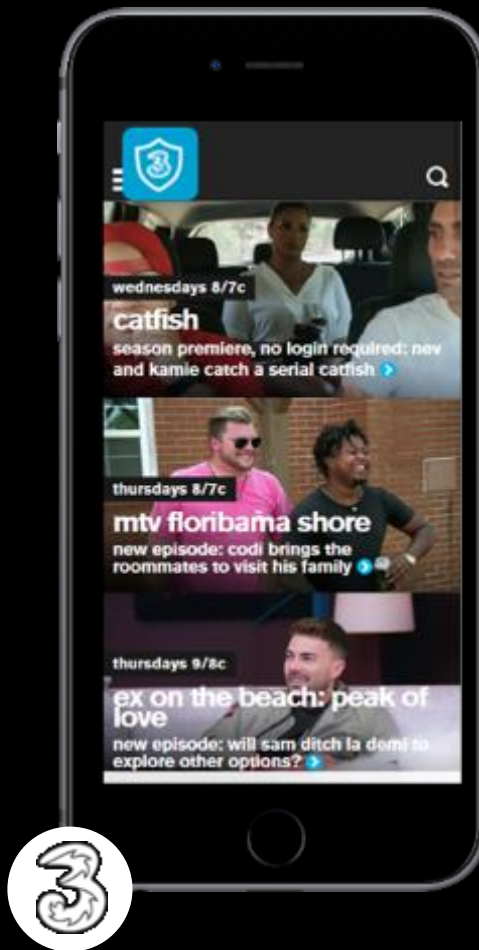 3
wednesdays 8/7c
catfish
season premiere, no login required: nev
and kamie catch a serial catfish
thursdays 8/7c
mtv floribama shore
new episode: codi brings the
roommates to visit his family
thursdays 9/8c
ex on the beach: peak of
love
new episode: will sam ditch la demi to
explore other options?
3